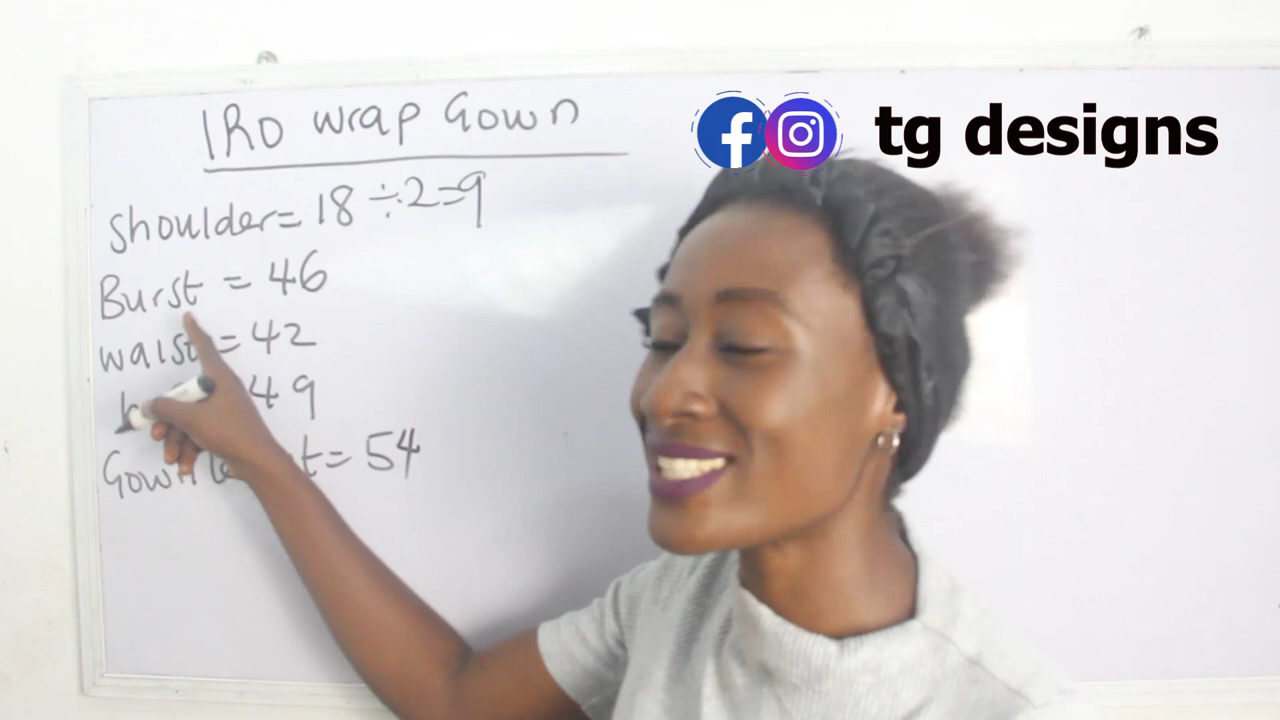 IRO wrap Gown
tg designs
Shoulder= 18 ÷2=9
Burst = 46
waist = 42
49
Gown = 54